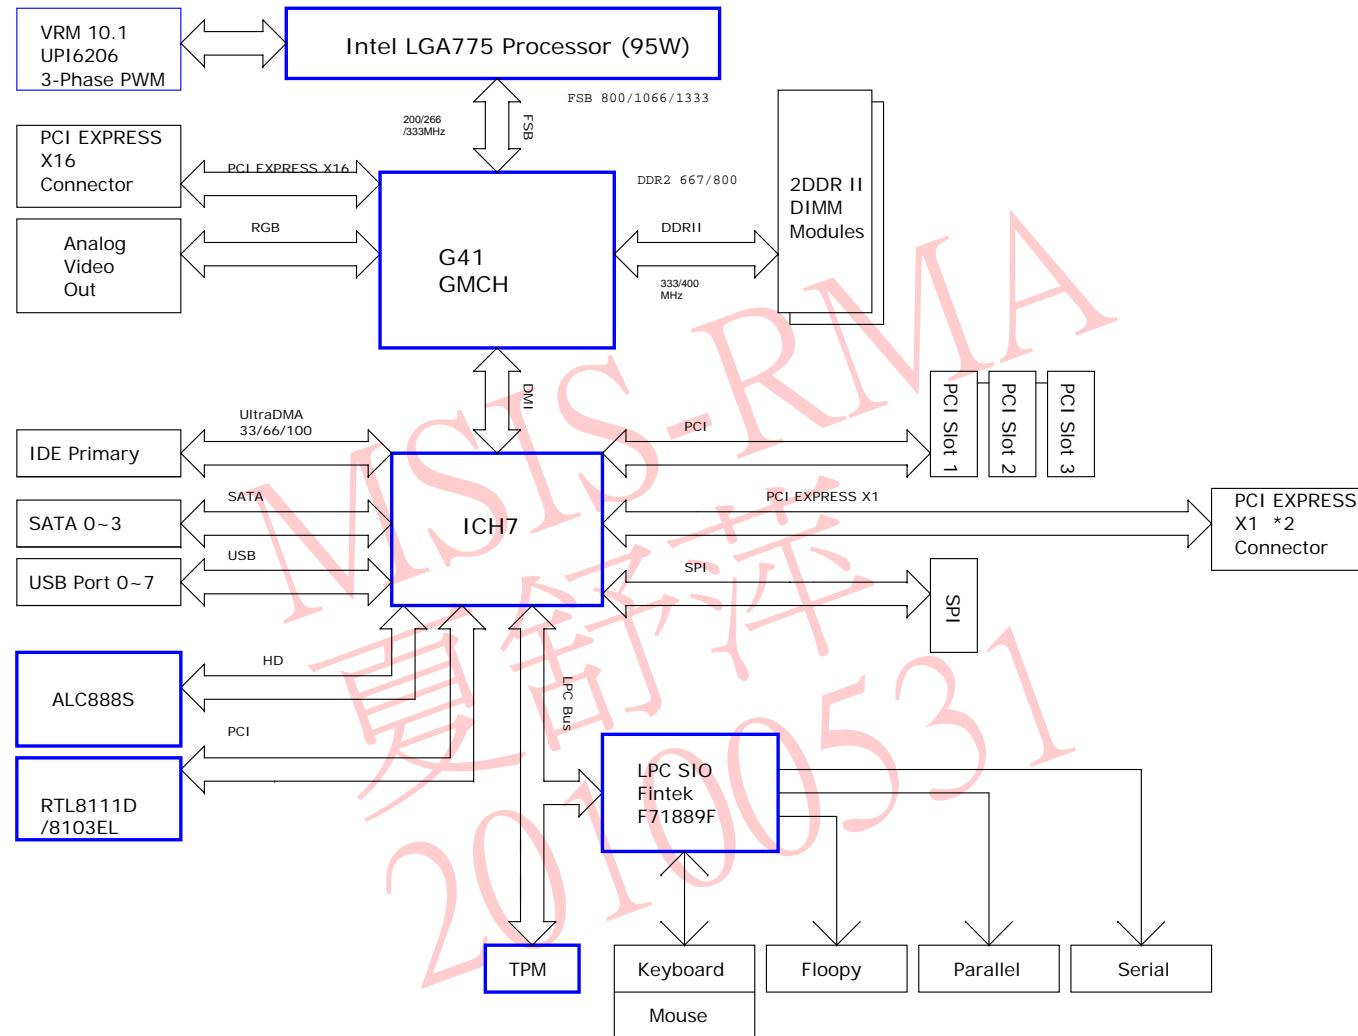 VRM 10.1
UPI6206
3-Phase PWM
Intel LGA775 Processor (95W)
FSB 800/1066/1333
200/266
/333MHz
FSB
PCI EXPRESS
X16
Connector
PCI EXPRESS X16
DDR2 667/800
2DDR II
DIMM
Modules
Analog
Video
Out
RGB
G41
GMCH
DDRII
333/400
MHz
DMI
UltraDMA
33/66/100
IDE Primary
PCI
PCI Slot 1
PCI Slot 2
PCI Slot 3
SATA 0~3
SATA
ICH7
PCI EXPRESS X1
PCI EXPRESS
X1 *2
Connector
USB Port 0~7
USB
SPI
SPI
ALC888S
HD
LPC Bus
PCI
RTL8111D
/8103EL
LPC SIO
Fintek
F71889F
TPM
Keyboard
Mouse
Floopy
Parallel
Serial
MSIS-RMA
夏舒萍
20100531